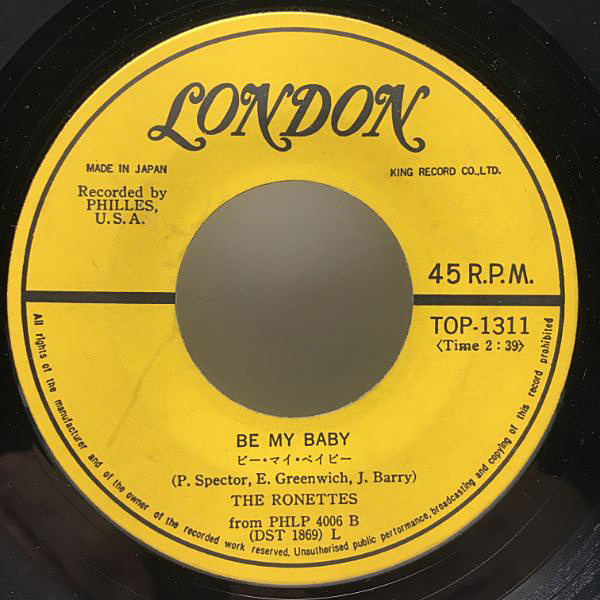 LONDON
MADE IN JAPAN
KING RECORD CO.,LTD.
Recorded by
PHILLES,
U.S.A.
45 R.P.M.
TOP-1311
〈Time 2 : 39〉
BE MY BABY
ビー・マイ・ベイビー
(P. Spector, E. Greenwich, J. Barry)
THE RONETTES
from PHLP 4006 B
(DST 1869) L
All rights of the manufacturer and of the owner of the recorded work reserved. Unauthorised public performance, broadcasting and copying of this record prohibited